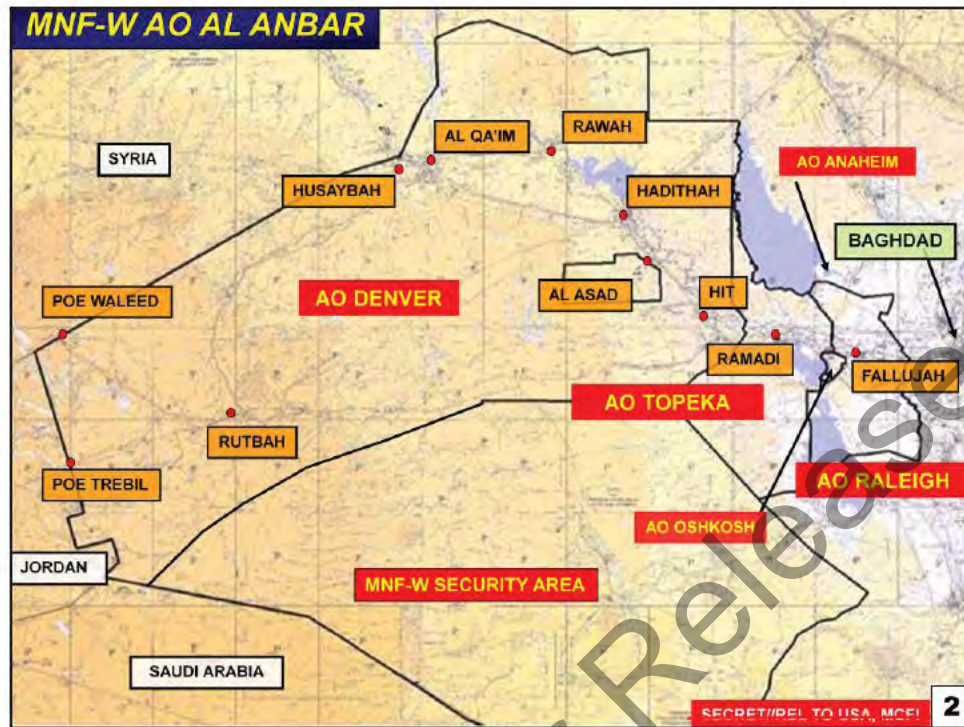 MNF-W AO AL ANBAR
SYRIA
AL QA'IM
RAWAH
AO ANAHEIM
HUSAYBAH
HADITHAH
BAGHDAD
POE WALEED
AO DENVER
AL ASAD
HIT
RAMADI
FALLUJAH
AO TOPEKA
RUTBAH
POE TREBIL
AO RALEIGH
AO OSHKOSH
JORDAN
MNF-W SECURITY AREA
SAUDI ARABIA
SECRET//REL TO USA, MCFI
2
Release